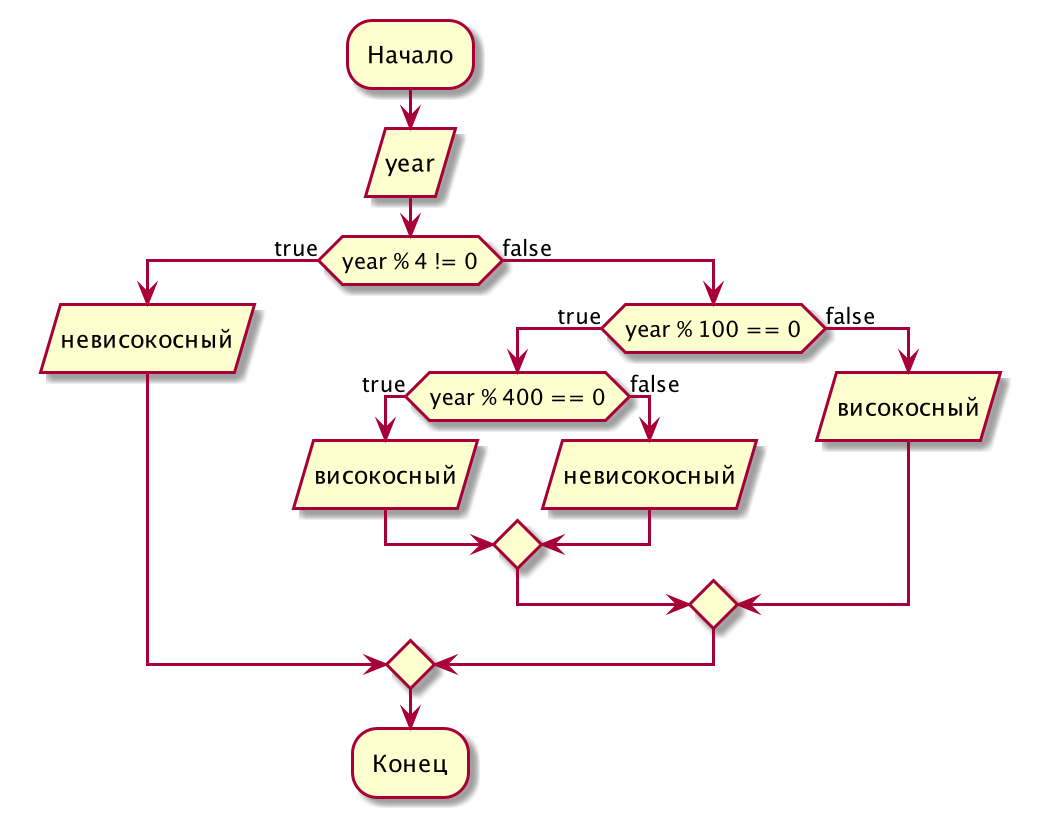 Начало
year
true
year % 4 != 0
false
невисокосный
true
year % 100 == 0
false
true
year % 400 == 0
false
високосный
високосный
невисокосный
Конец